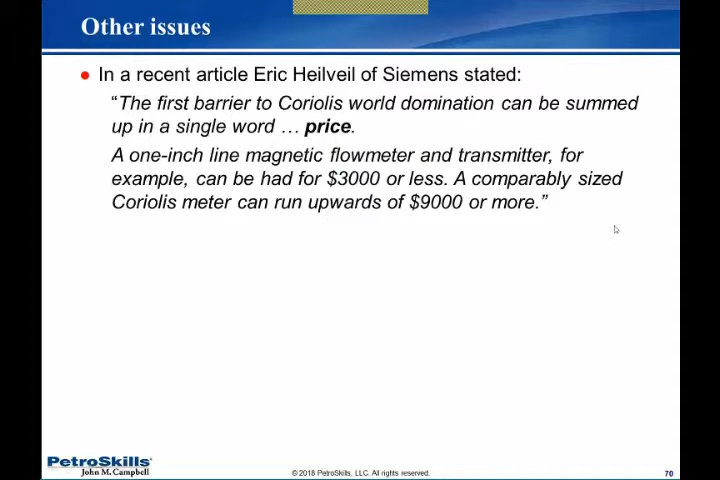 Other issues
In a recent article Eric Heilveil of Siemens stated:
“The first barrier to Coriolis world domination can be summed
up in a single word … price.
A one-inch line magnetic flowmeter and transmitter, for
example, can be had for $3000 or less. A comparably sized
Coriolis meter can run upwards of $9000 or more.”
PetroSkills
John M. Campbell
© 2018 PetroSkills, LLC. All rights reserved.
70